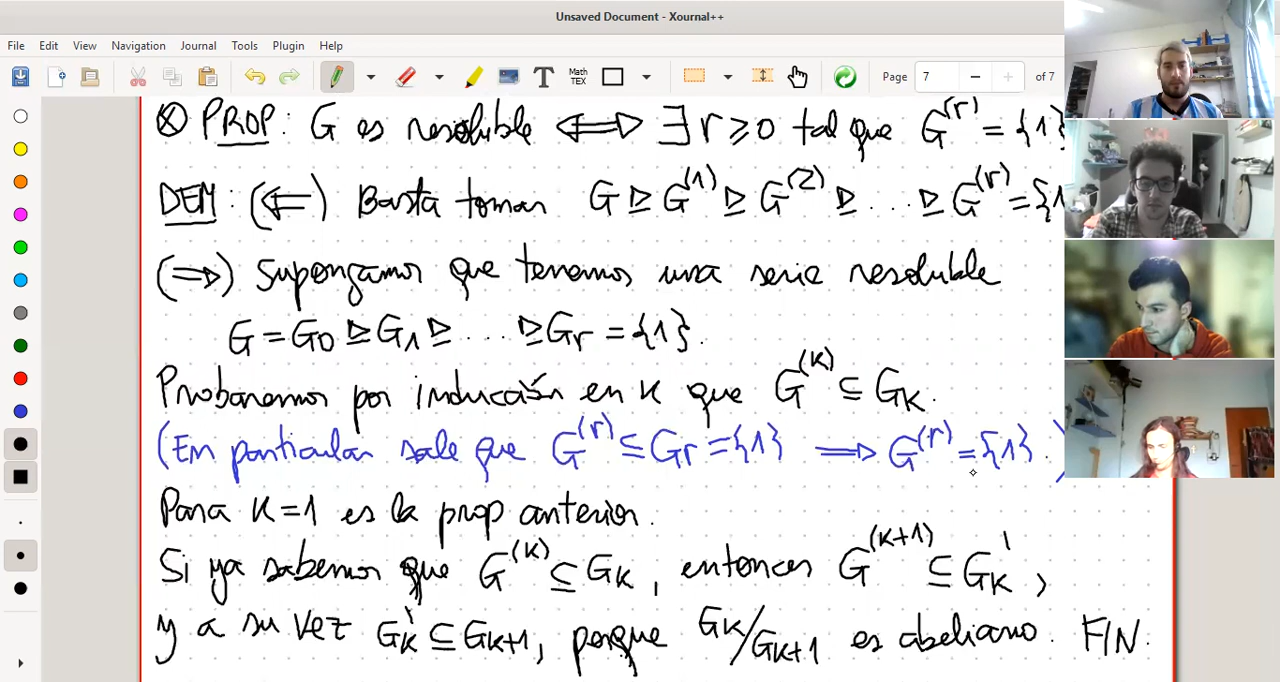 Unsaved Document - Xournal++
File Edit View Navigation Journal Tools Plugin Help
Math TEX T Page 7 of 7
⊗ PROP: G es resoluble ⟺ ∃ r ≥ 0 tal que G^(r) = {1}
DEM: (⟸) Basta tomar G ⊵ G^(1) ⊵ G^(2) ⊵ ... ⊵ G^(r) = {1
(⟹) Supongamos que tenemos una serie resoluble
G = G0 ⊵ G1 ⊵ ... ⊵ Gr = {1}.
Probaremos por inducción en K que G^(K) ⊆ GK.
(En particular sale que G^(r) ⊆ Gr = {1} ⟹ G^(r) = {1}.)
Para K=1 es la prop anterior.
Si ya sabemos que G^(K) ⊆ GK, entonces G^(K+1) ⊆ GK',
y a su vez GK' ⊆ GK+1, porque GK/GK+1 es abeliano. FIN.